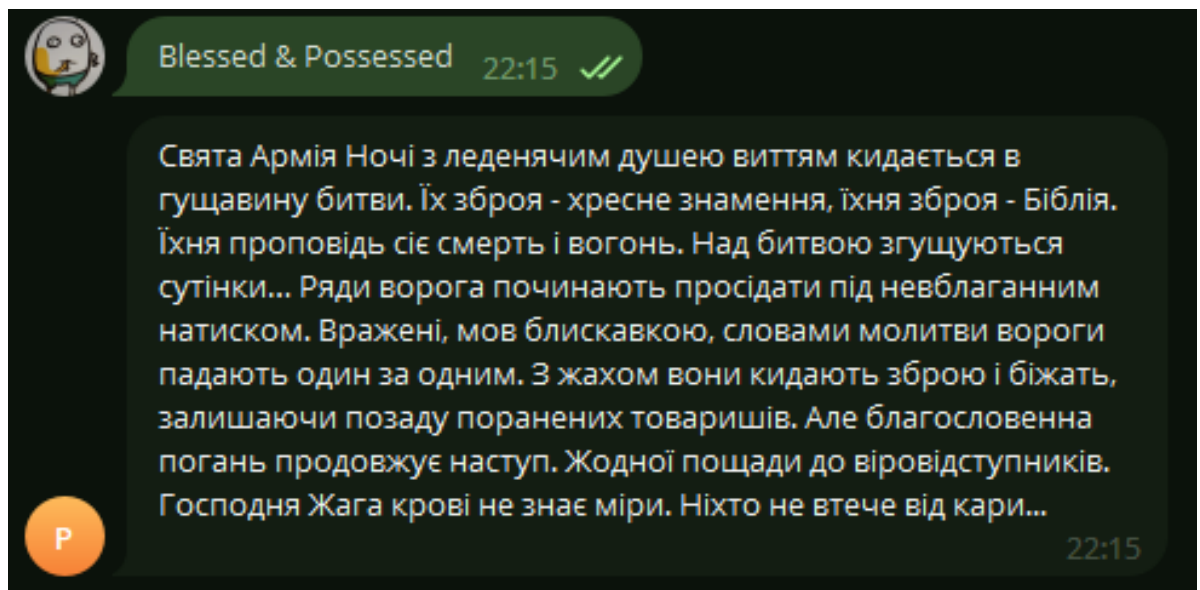 Blessed & Possessed 22:15
Свята Армія Ночі з леденячим душею виттям кидається в
гущавину битви. Їх зброя - хресне знамення, їхня зброя - Біблія.
Їхня проповідь сіє смерть і вогонь. Над битвою згущуються
сутінки... Ряди ворога починають просідати під невблаганним
натиском. Вражені, мов блискавкою, словами молитви вороги
падають один за одним. З жахом вони кидають зброю і біжать,
залишаючи позаду поранених товаришів. Але благословенна
погань продовжує наступ. Жодної пощади до віровідступників.
Господня Жага крові не знає міри. Ніхто не втече від кари...
P
22:15